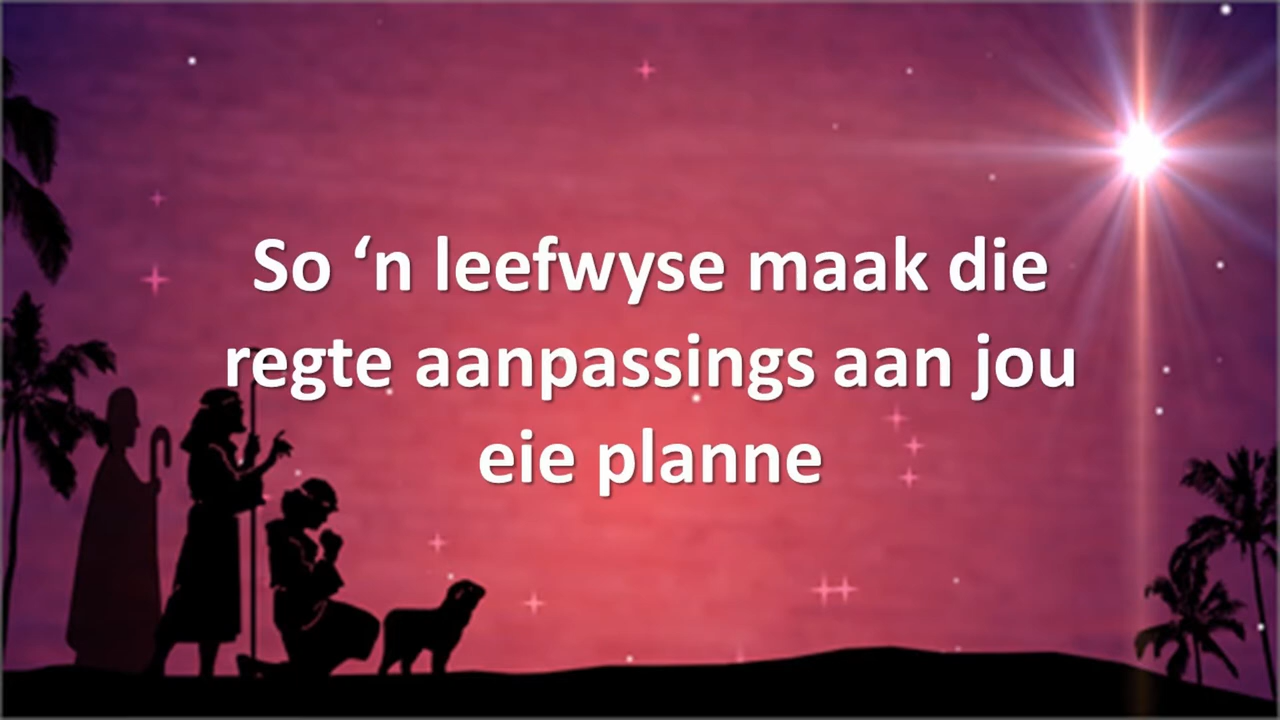 So ‘n leefwyse maak die
regte aanpassings aan jou
eie planne